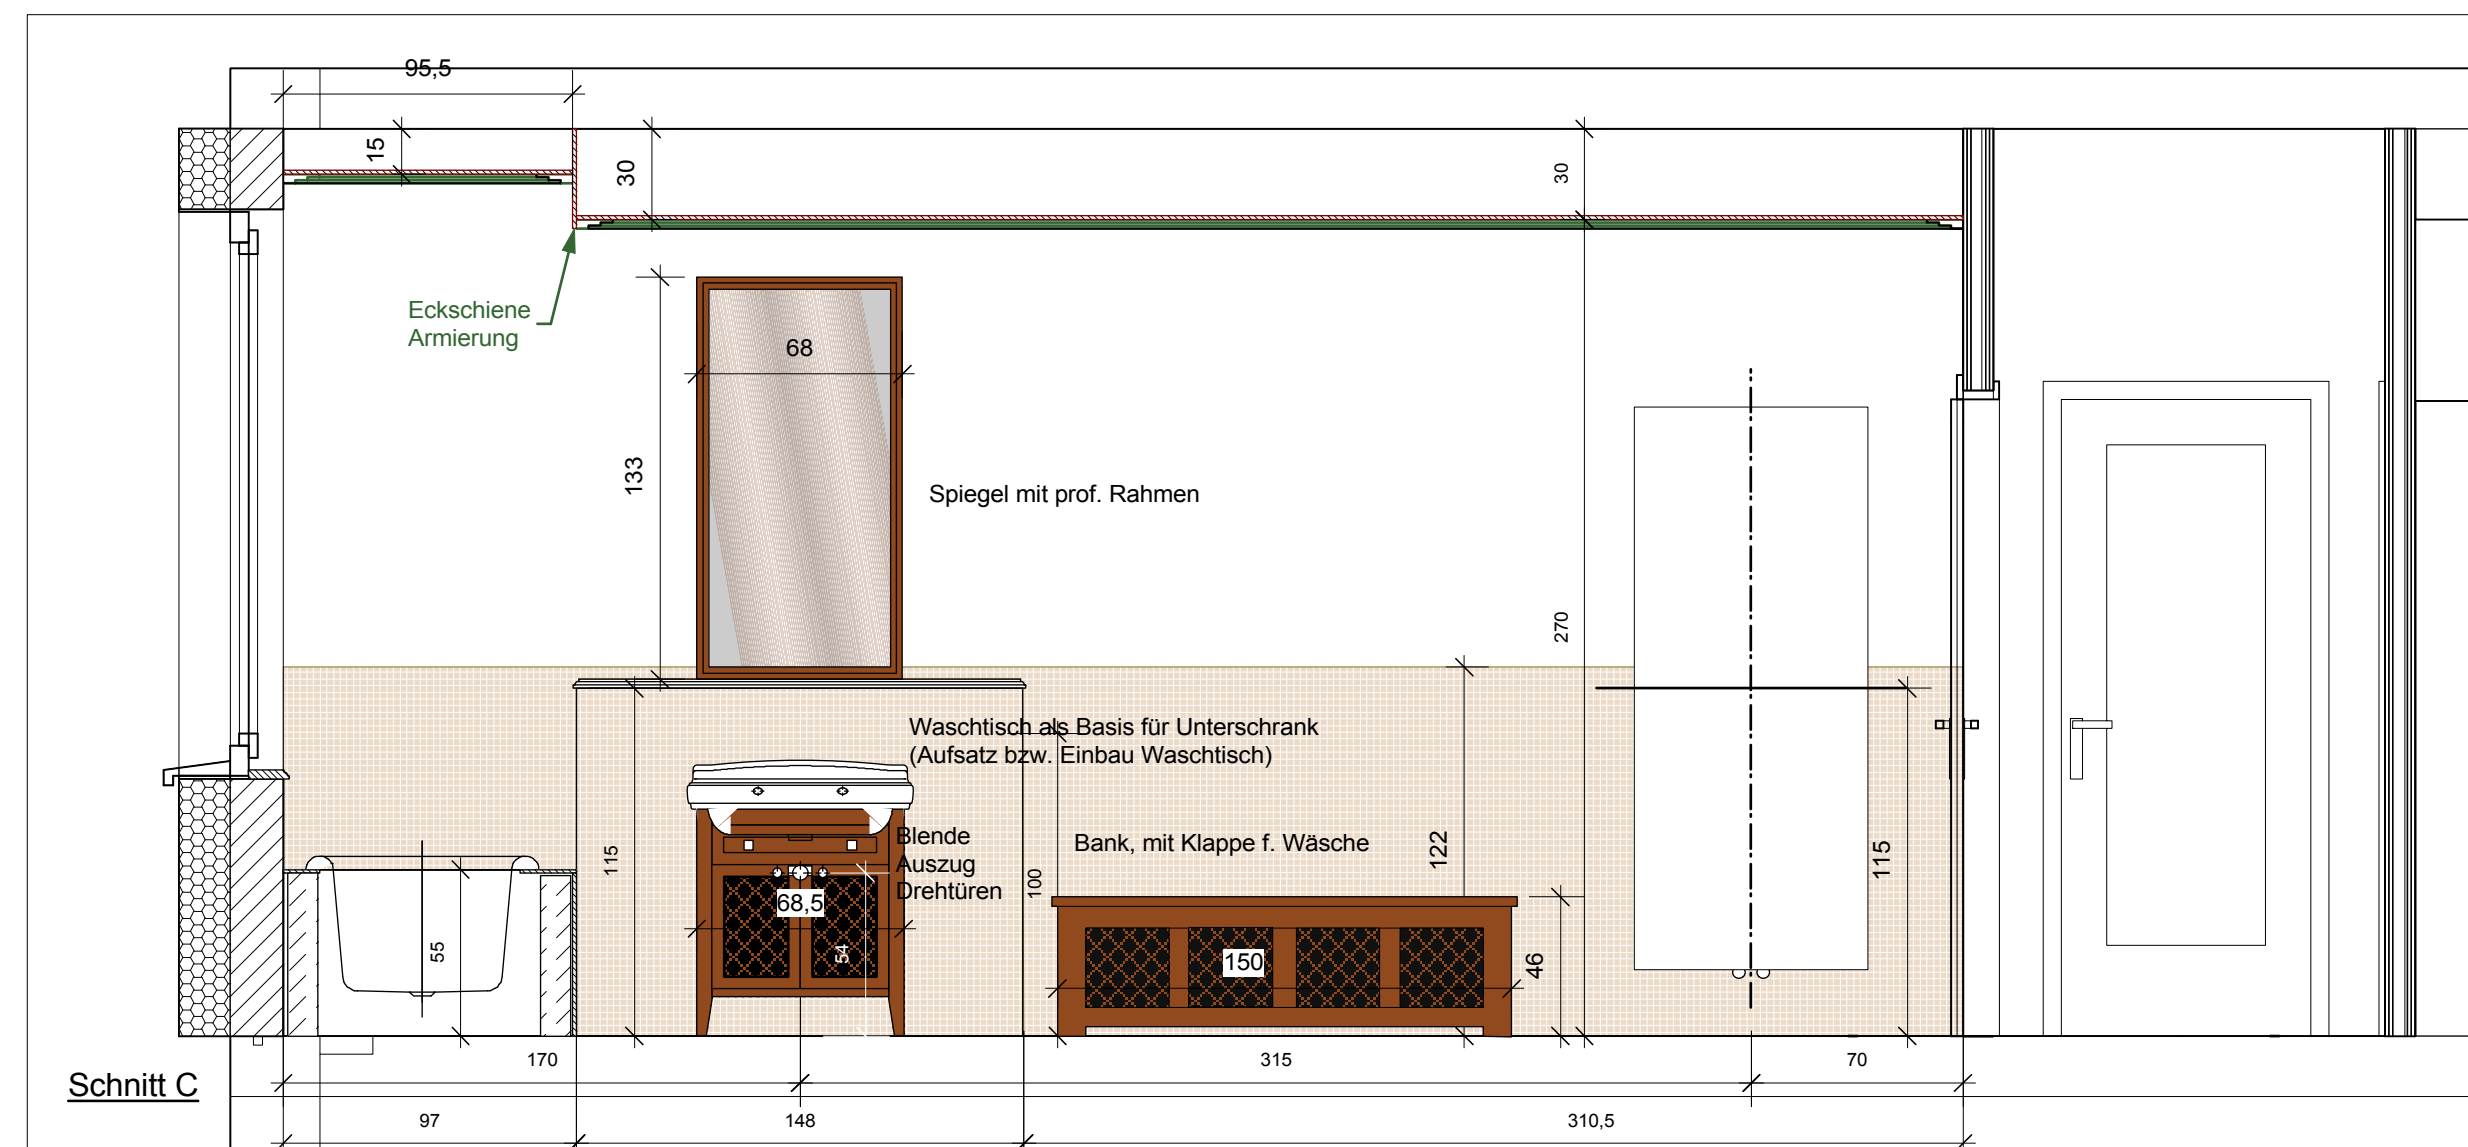 95,5
15
30
30
Eckschiene
Armierung
68
133
Spiegel mit prof. Rahmen
270
Waschtisch als Basis für Unterschrank
(Aufsatz bzw. Einbau Waschtisch)
Blende
Auszug
Drehtüren
Bank, mit Klappe f. Wäsche
115
100
122
115
68,5
54
55
150
46
170
315
70
Schnitt C
97
148
310,5